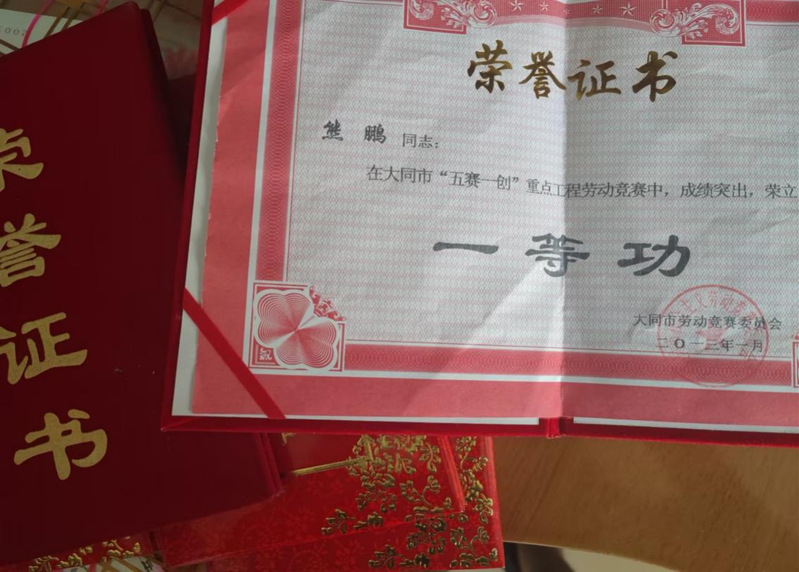 荣誉证书
熊鹏 同志：
在大同市“五赛一创”重点工程劳动竞赛中，成绩突出，荣立
一等功
大同市劳动竞赛委员会
二〇一三年一月
荣誉证书